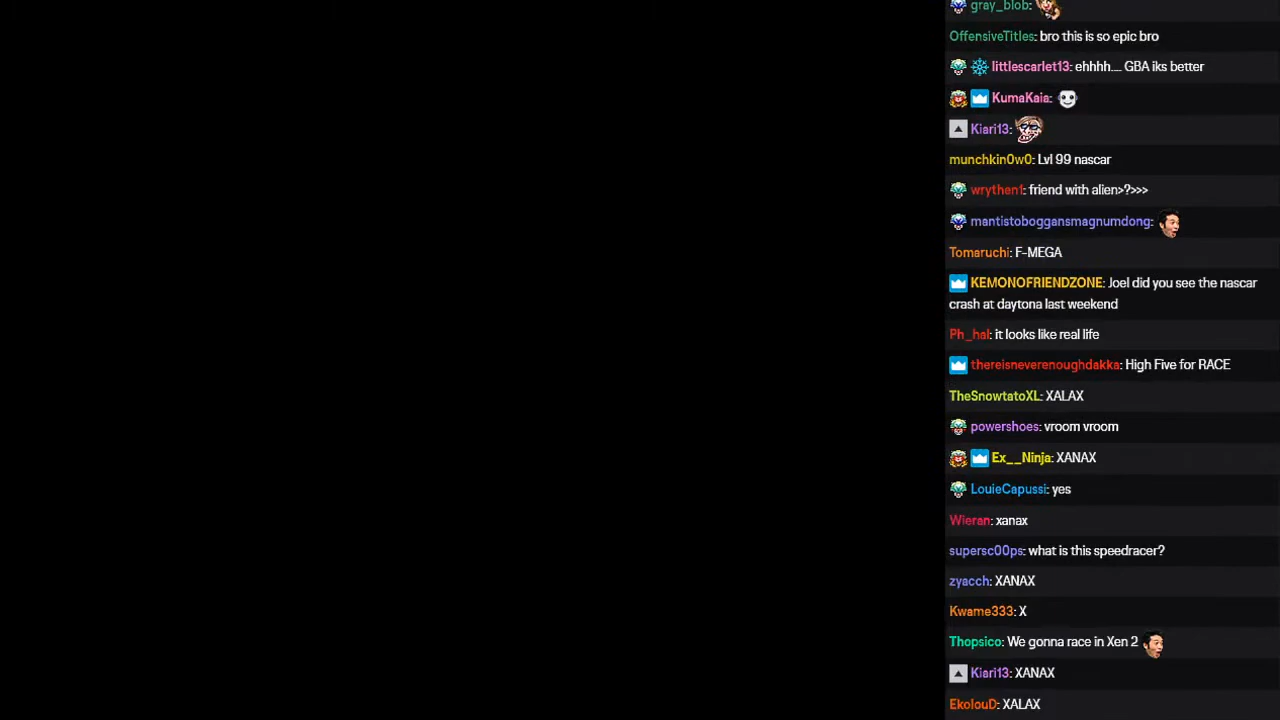 gray_blob:
OffensiveTitles: bro this is so epic bro
littlescarlet13: ehhhh.... GBA iks better
KumaKaia:
Kiari13:
munchkin0w0: Lvl 99 nascar
wrythen1: friend with alien>?>>>
mantistoboggansmagnumdong:
Tomaruchi: F-MEGA
KEMONOFRIENDZONE: Joel did you see the nascar
crash at daytona last weekend
Ph_hal: it looks like real life
thereisneverenoughdakka: High Five for RACE
TheSnowtatoXL: XALAX
powershoes: vroom vroom
Ex__Ninja: XANAX
LouieCapussi: yes
Wieran: xanax
supersc00ps: what is this speedracer?
zyacch: XANAX
Kwame333: X
Thopsico: We gonna race in Xen 2
Kiari13: XANAX
EkolouD: XALAX